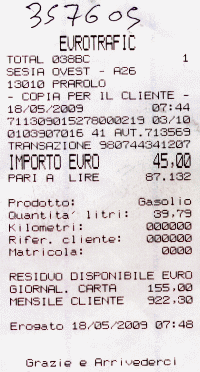 357605
EUROTRAFIC
TOTAL 038BC 1
SESIA OVEST - A26
13010 PRAROLO
- COPIA PER IL CLIENTE -
18/05/2009 07:44
711309015278000219 03/10
0103907016 41 AUT.713569
TRANSAZIONE 980744341207
IMPORTO EURO 45,00
PARI A LIRE 87.132
Prodotto: Gasolio
Quantita' litri: 39,79
Kilometri: 000000
Rifer. cliente: 000000
Matricola: 0000
RESIDUO DISPONIBILE EURO
GIORNAL. CARTA 155,00
MENSILE CLIENTE 922,30
Erogato 18/05/2009 07:48
Grazie e Arrivederci